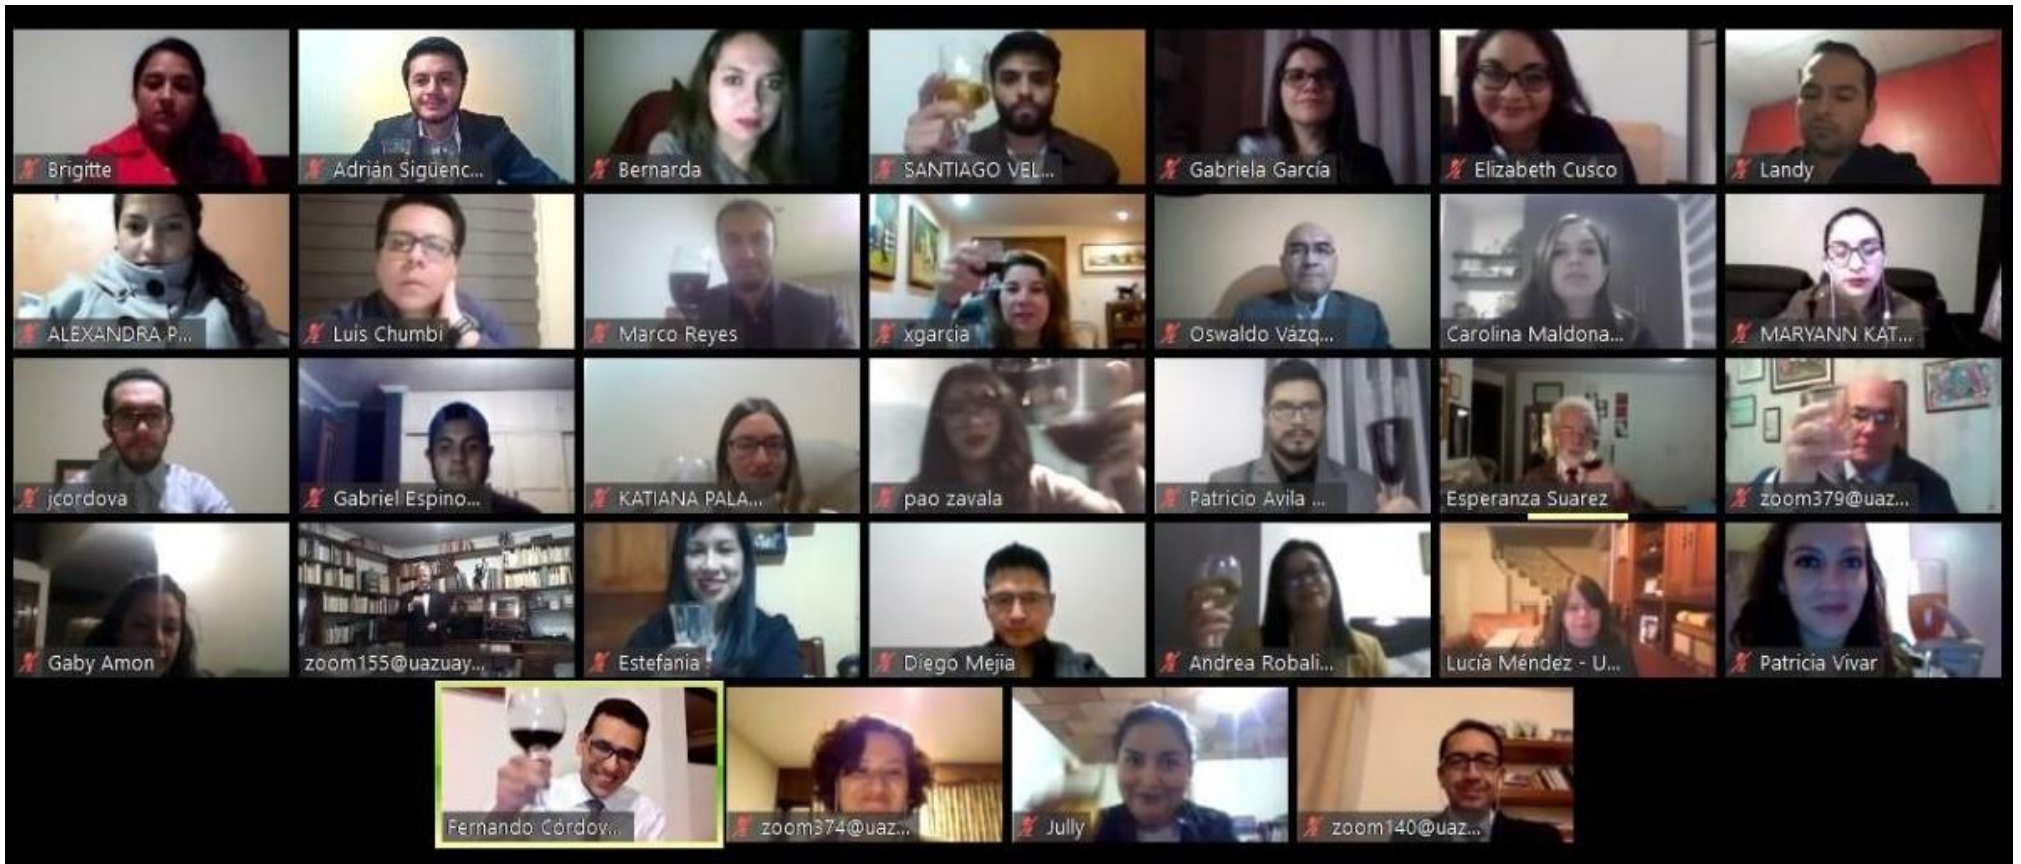 Brigitte
Adrián Sigüenc...
Bernarda
SANTIAGO VEL...
Gabriela García
Elizabeth Cusco
Landy
ALEXANDRA P...
Luis Chumbi
Marco Reyes
xgarcia
Oswaldo Vázq...
Carolina Maldona...
MARYANN KAT...
jcordova
Gabriel Espino...
KATIANA PALA...
pao zavala
Patricio Avila ...
Esperanza Suarez
zoom379@uaz...
Gaby Amon
zoom155@uazuay...
Estefania
Diego Mejia
Andrea Robali...
Lucía Méndez - U...
Patricia Vivar
Fernando Córdov...
zoom374@uaz...
Jully
zoom140@uaz...